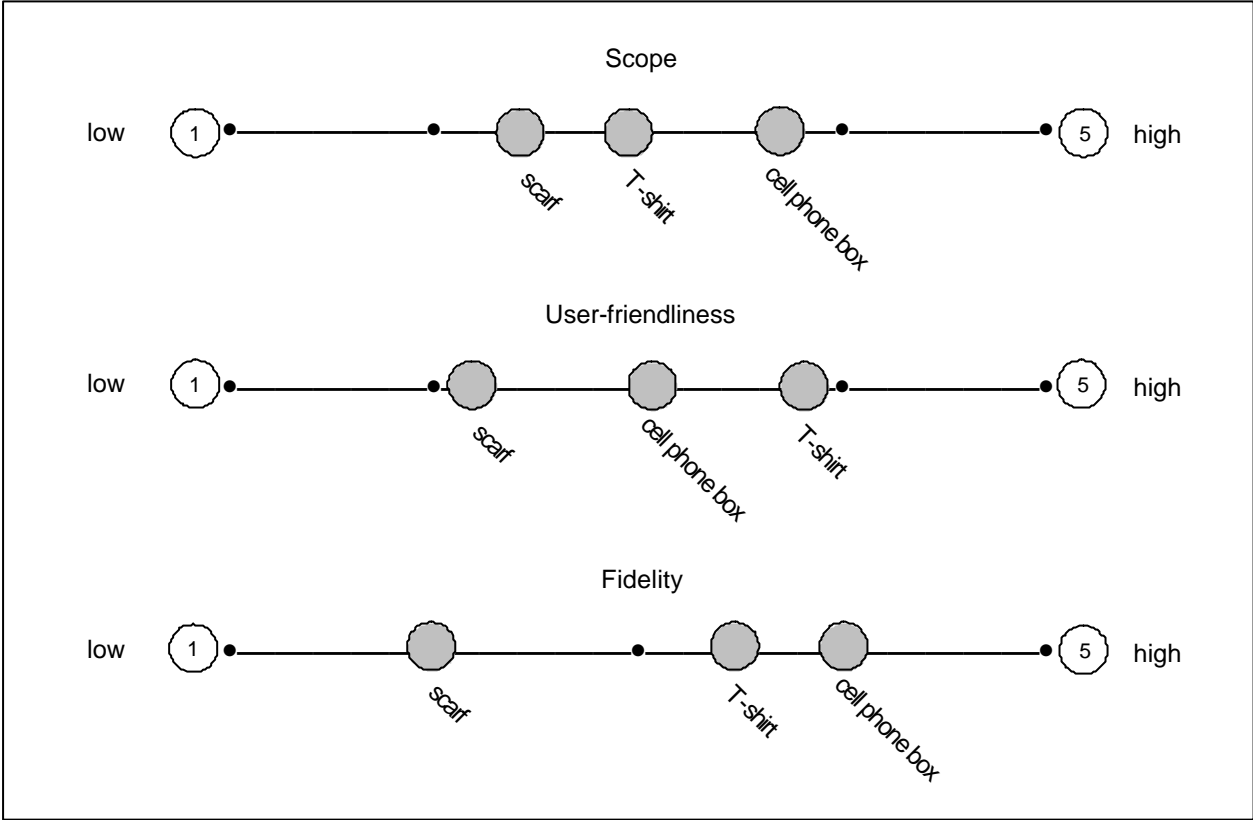 Scope
low 1 5 high
scarf T-shirt cell phone box
User-friendliness
low 1 5 high
scarf cell phone box T-shirt
Fidelity
low 1 5 high
scarf T-shirt cell phone box